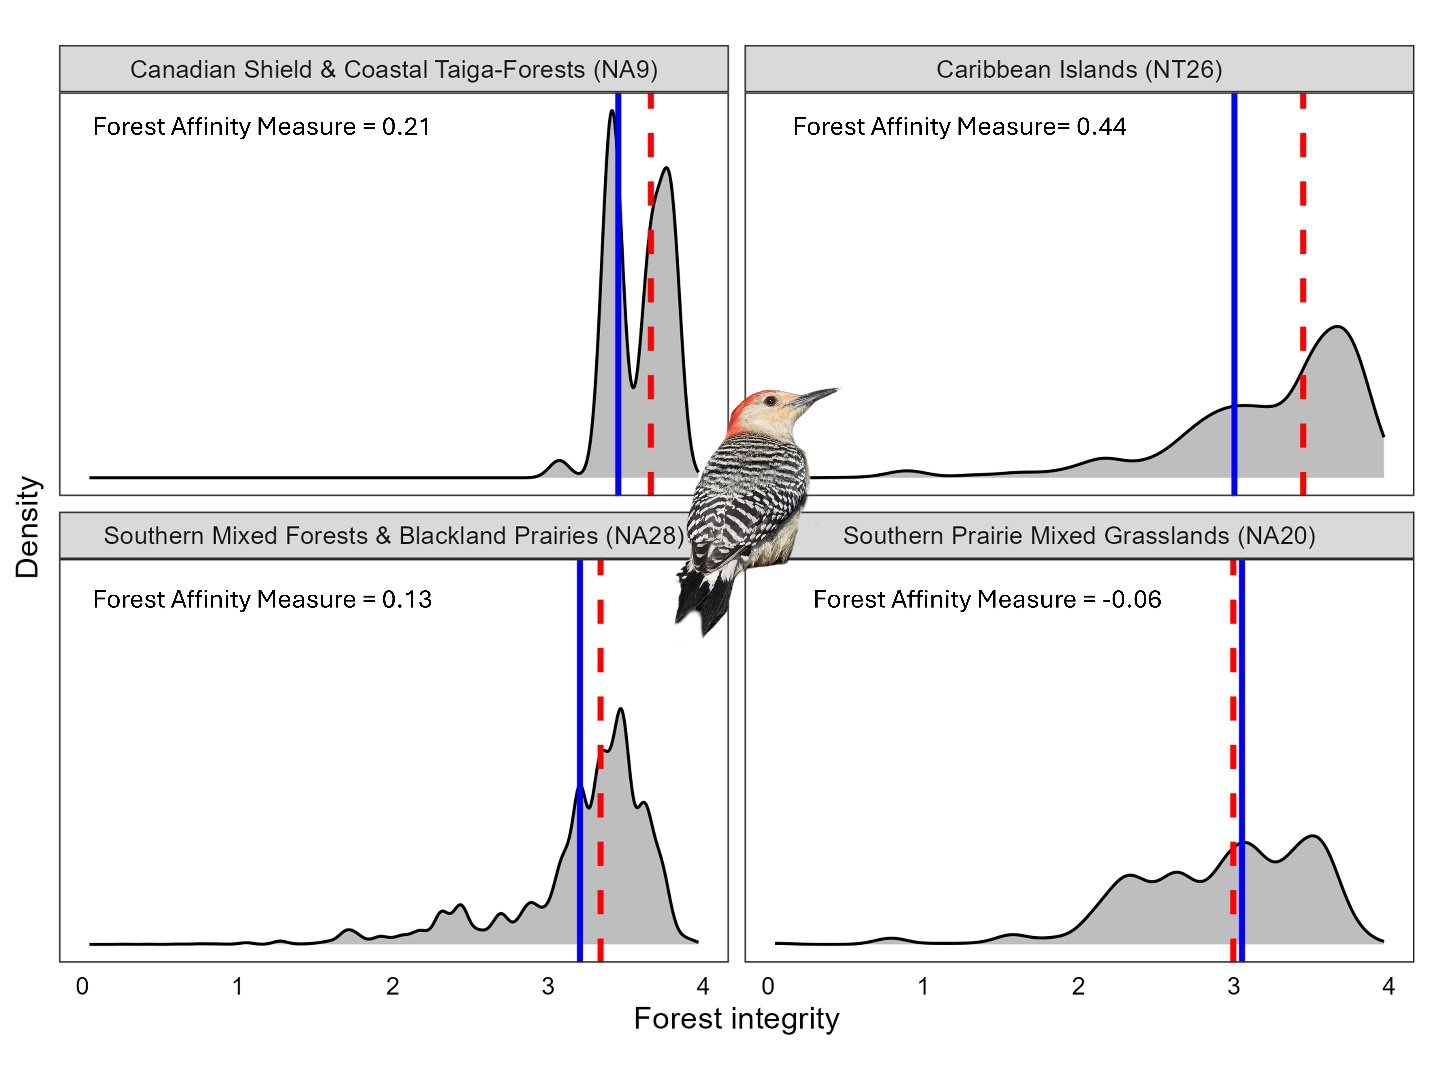 Canadian Shield & Coastal Taiga-Forests (NA9)
Caribbean Islands (NT26)
Forest Affinity Measure = 0.21
Forest Affinity Measure= 0.44
Southern Mixed Forests & Blackland Prairies (NA28)
Southern Prairie Mixed Grasslands (NA20)
Forest Affinity Measure = 0.13
Forest Affinity Measure = -0.06
Density
0 1 2 3 4
0 1 2 3 4
Forest integrity